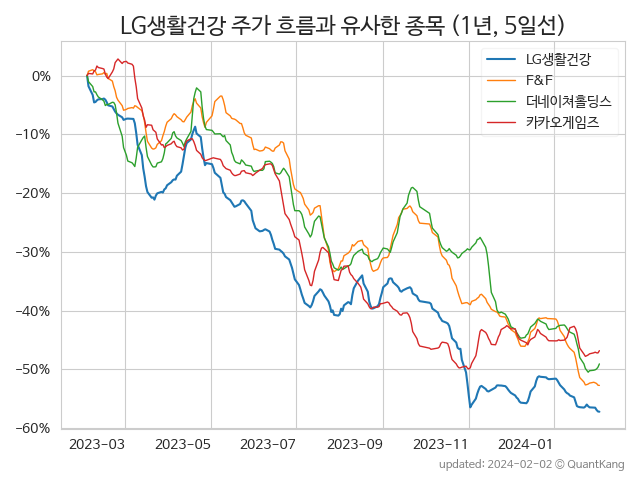 LG생활건강 주가 흐름과 유사한 종목 (1년, 5일선)
LG생활건강
F&F
더네이쳐홀딩스
카카오게임즈
0%
−10%
−20%
−30%
−40%
−50%
−60%
2023-03
2023-05
2023-07
2023-09
2023-11
2024-01
updated: 2024-02-02 © QuantKang